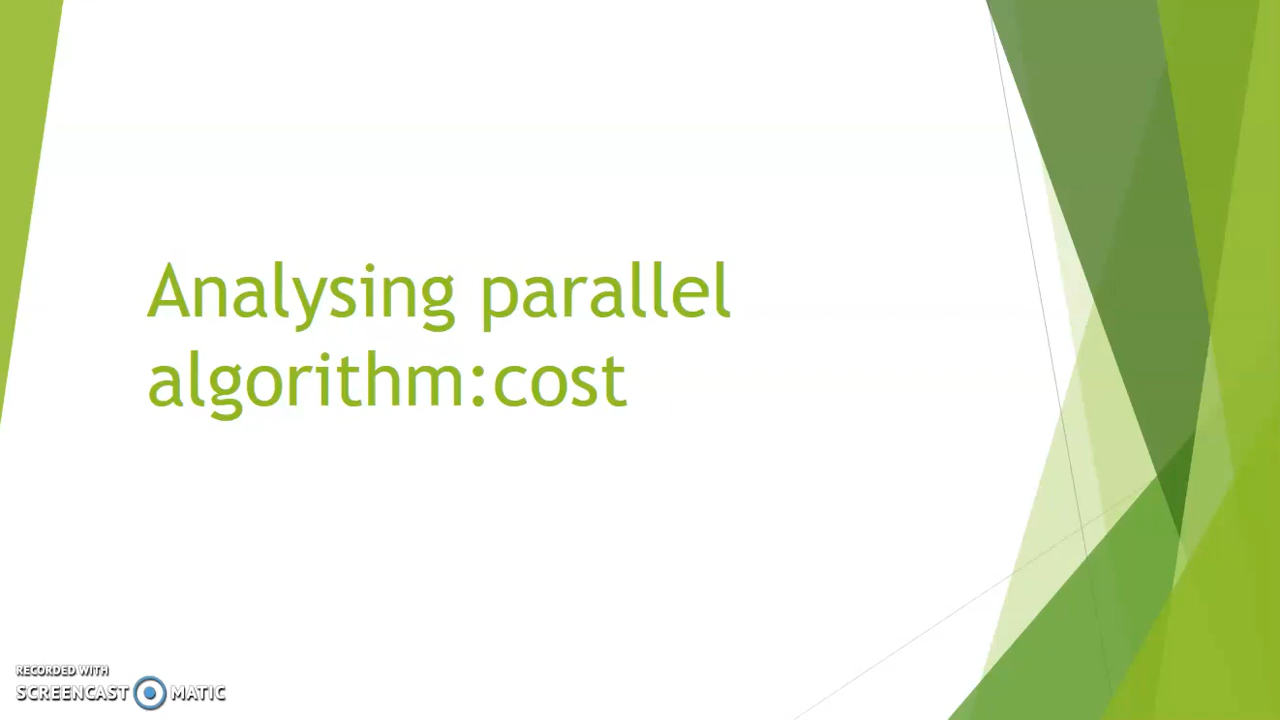 Analysing parallel
algorithm:cost
RECORDED WITH
SCREENCAST MATIC